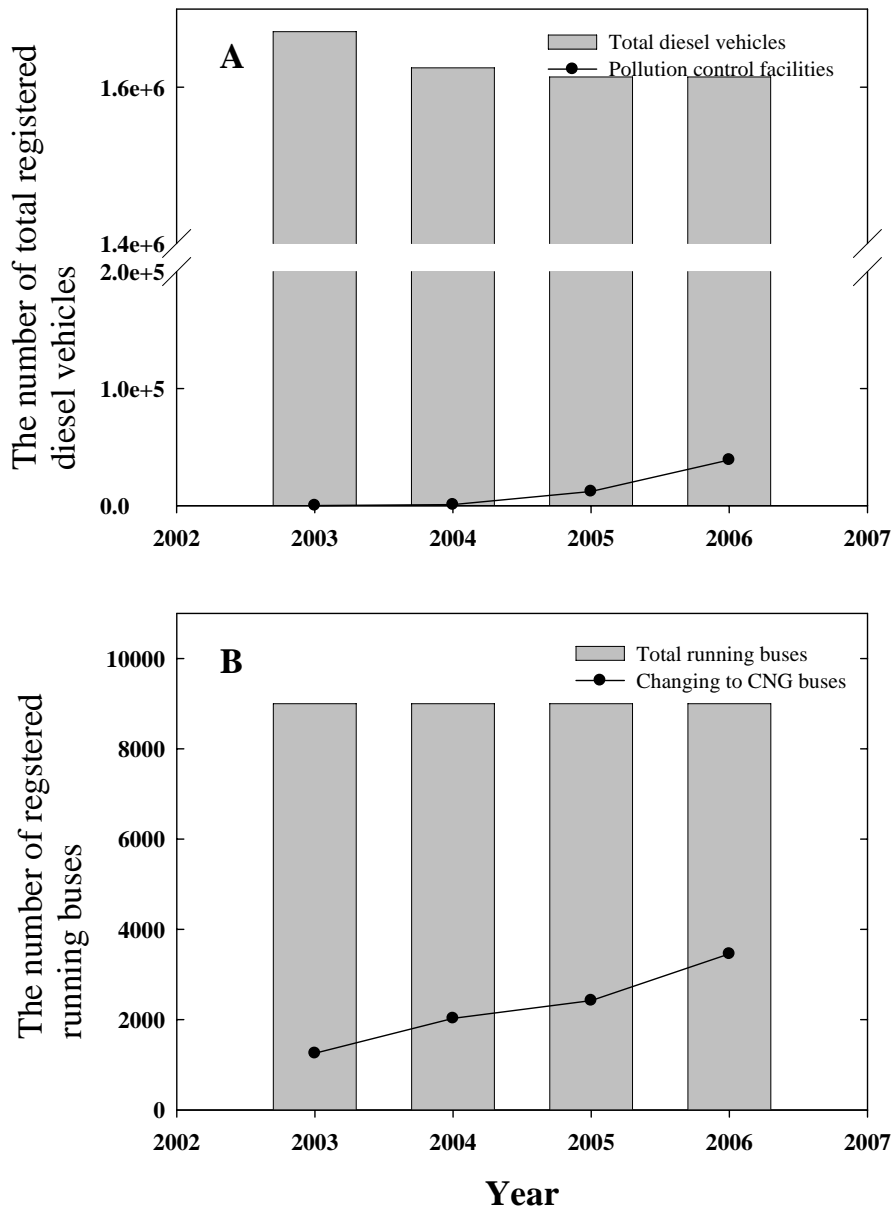 A
Total diesel vehicles
Pollution control facilities
The number of total registered
diesel vehicles
1.6e+6
1.4e+6
2.0e+5
1.0e+5
0.0
2002 2003 2004 2005 2006 2007
B
Total running buses
Changing to CNG buses
The number of regstered
running buses
10000
8000
6000
4000
2000
0
2002 2003 2004 2005 2006 2007
Year